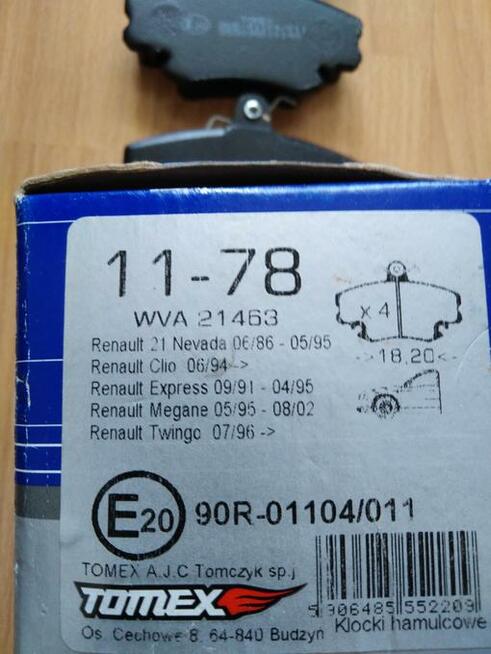 TOMEX
11-78
WVA 21463
x 4
->18,20<-
Renault 21 Nevada 06/86 - 05/95
Renault Clio 06/94->
Renault Express 09/91 - 04/95
Renault Megane 05/95 - 08/02
Renault Twingo 07/96 ->
E20 90R-01104/011
TOMEX A.J.C Tomczyk sp.j
TOMEX
5 906485 552209
Os. Cechowe 8, 64-840 Budzyń
Klocki hamulcowe